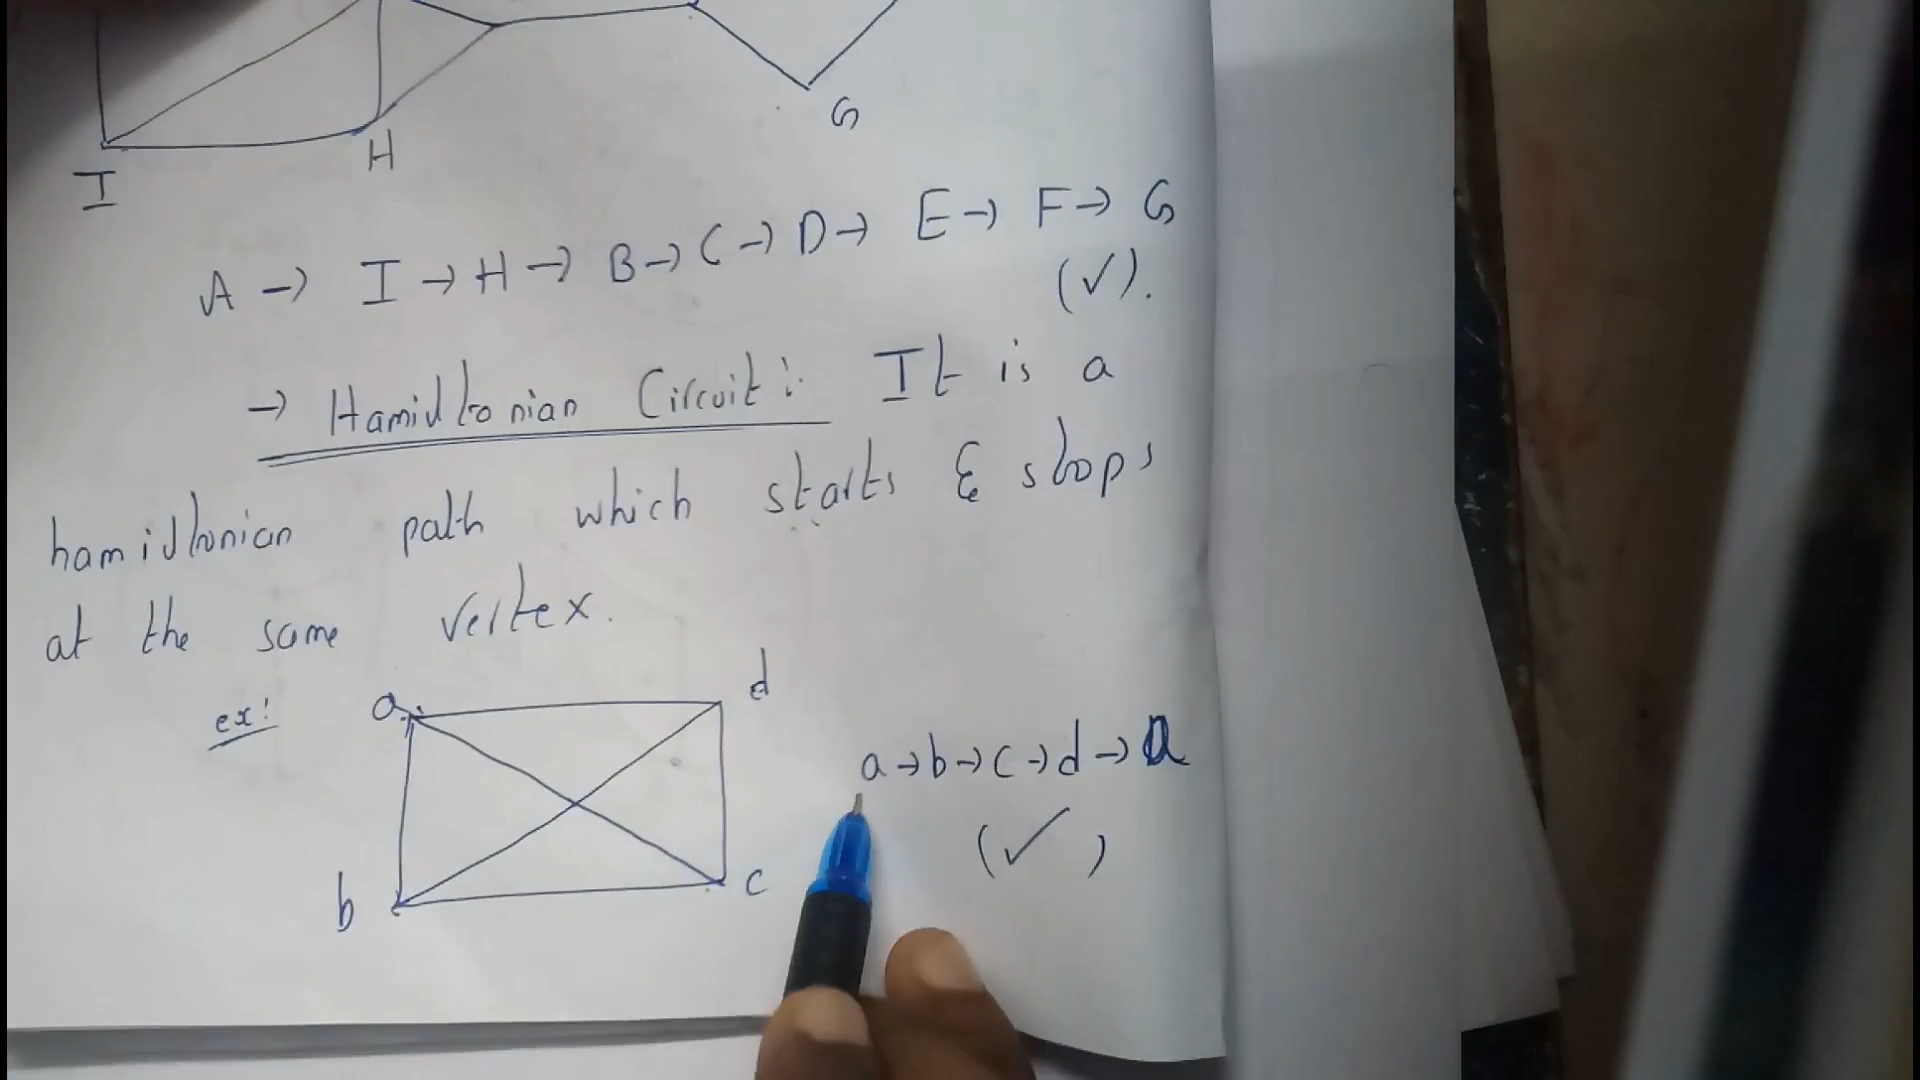 G
I
H
A → I → H → B → C → D → E → F → G
(✓).
→ Hamiltonian Circuit: It is a
hamiltonian path which starts & stops
at the same vertex.
ex:
a
d
b
c
a → b → c → d → a
(✓)